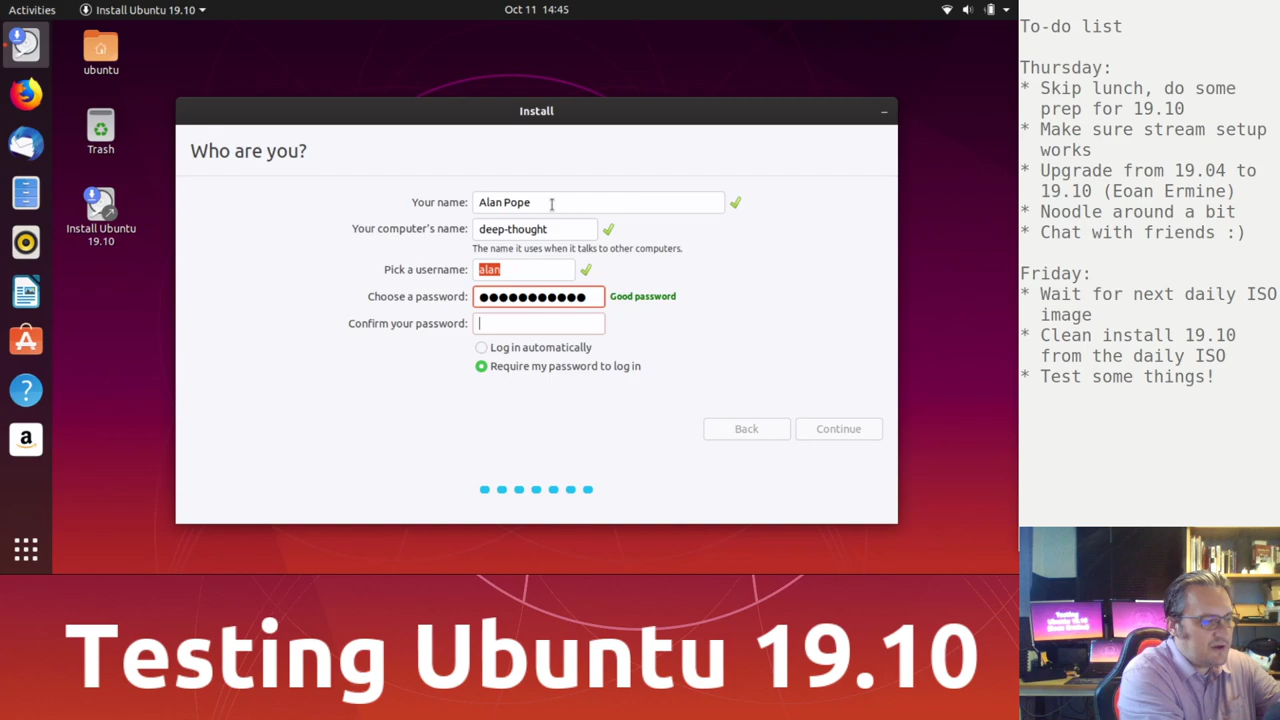 Activities
Install Ubuntu 19.10
Oct 11 14:45
ubuntu
Trash
Install Ubuntu
19.10
Install
Who are you?
Your name: Alan Pope
Your computer's name: deep-thought
The name it uses when it talks to other computers.
Pick a username: alan
Choose a password: ●●●●●●●●●●● Good password
Confirm your password:
Log in automatically
Require my password to log in
Back
Continue
To-do list
Thursday:
* Skip lunch, do some
prep for 19.10
* Make sure stream setup
works
* Upgrade from 19.04 to
19.10 (Eoan Ermine)
* Noodle around a bit
* Chat with friends :)
Friday:
* Wait for next daily ISO
image
* Clean install 19.10
from the daily ISO
* Test some things!
Testing Ubuntu 19.10